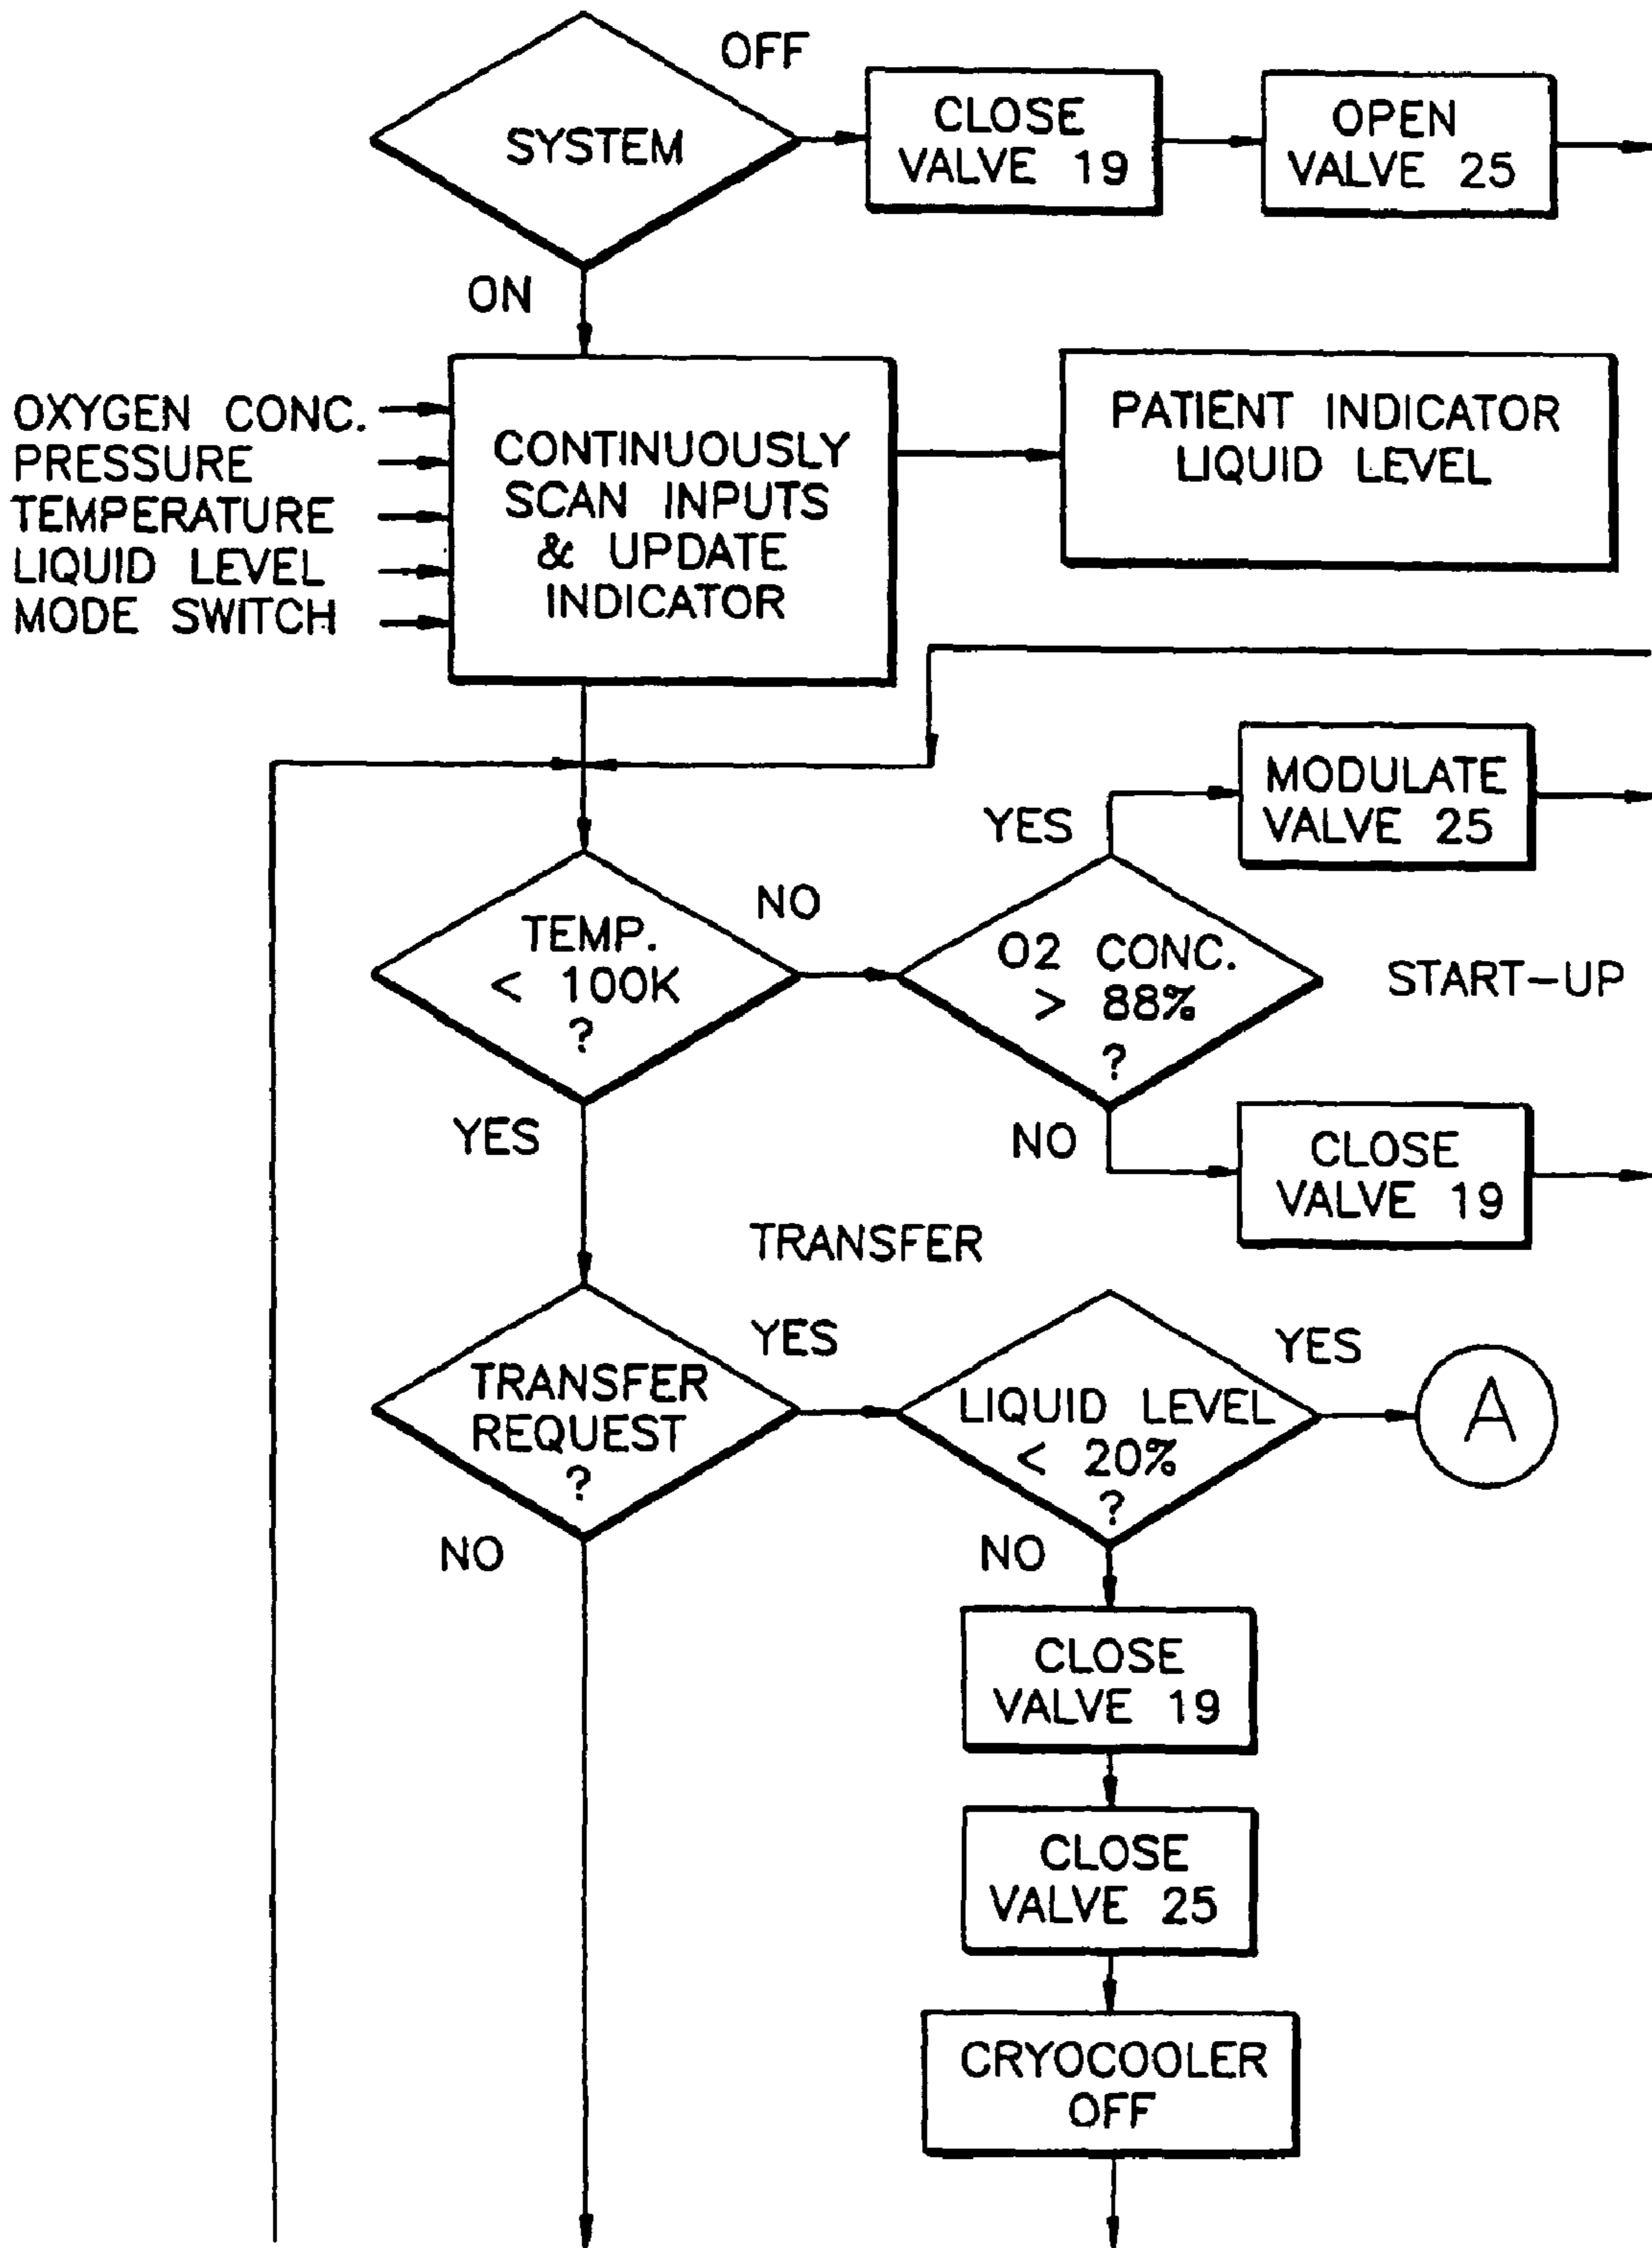 OFF
SYSTEM
CLOSE
VALVE 19
OPEN
VALVE 25
ON
OXYGEN CONC.
PRESSURE
TEMPERATURE
LIQUID LEVEL
MODE SWITCH
CONTINUOUSLY
SCAN INPUTS
& UPDATE
INDICATOR
PATIENT INDICATOR
LIQUID LEVEL
MODULATE
VALVE 25
YES
NO
TEMP.
< 100K
?
O2 CONC.
> 88%
?
START-UP
YES
NO
CLOSE
VALVE 19
TRANSFER
YES
TRANSFER
REQUEST
?
LIQUID LEVEL
< 20%
?
YES
A
NO
NO
CLOSE
VALVE 19
CLOSE
VALVE 25
CRYOCOOLER
OFF